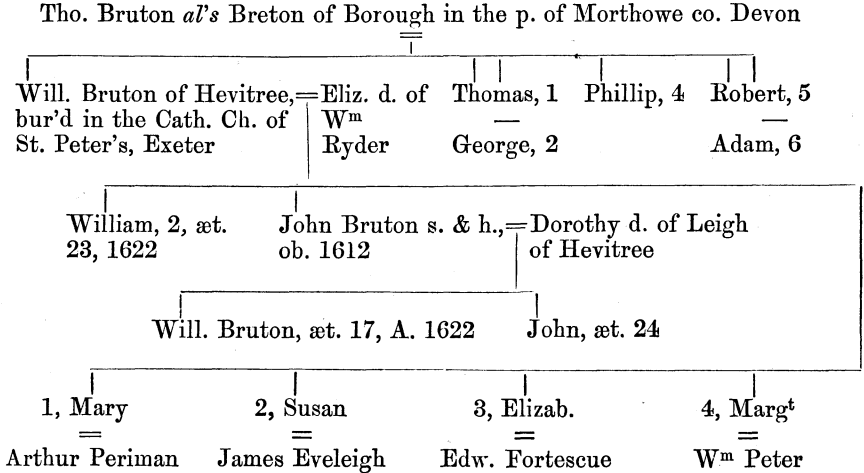 Tho. Bruton al's Breton of Borough in the p. of Morthowe co. Devon
Will. Bruton of Hevitree,=Eliz. d. of Thomas, 1 Phillip, 4 Robert, 5
bur'd in the Cath. Ch. of Wm
St. Peter's, Exeter Ryder George, 2 Adam, 6
William, 2, æt. John Bruton s. & h.,=Dorothy d. of Leigh
23, 1622 ob. 1612 of Hevitree
Will. Bruton, æt. 17, A. 1622 John, æt. 24
1, Mary 2, Susan 3, Elizab. 4, Margt
= = = =
Arthur Periman James Eveleigh Edw. Fortescue Wm Peter